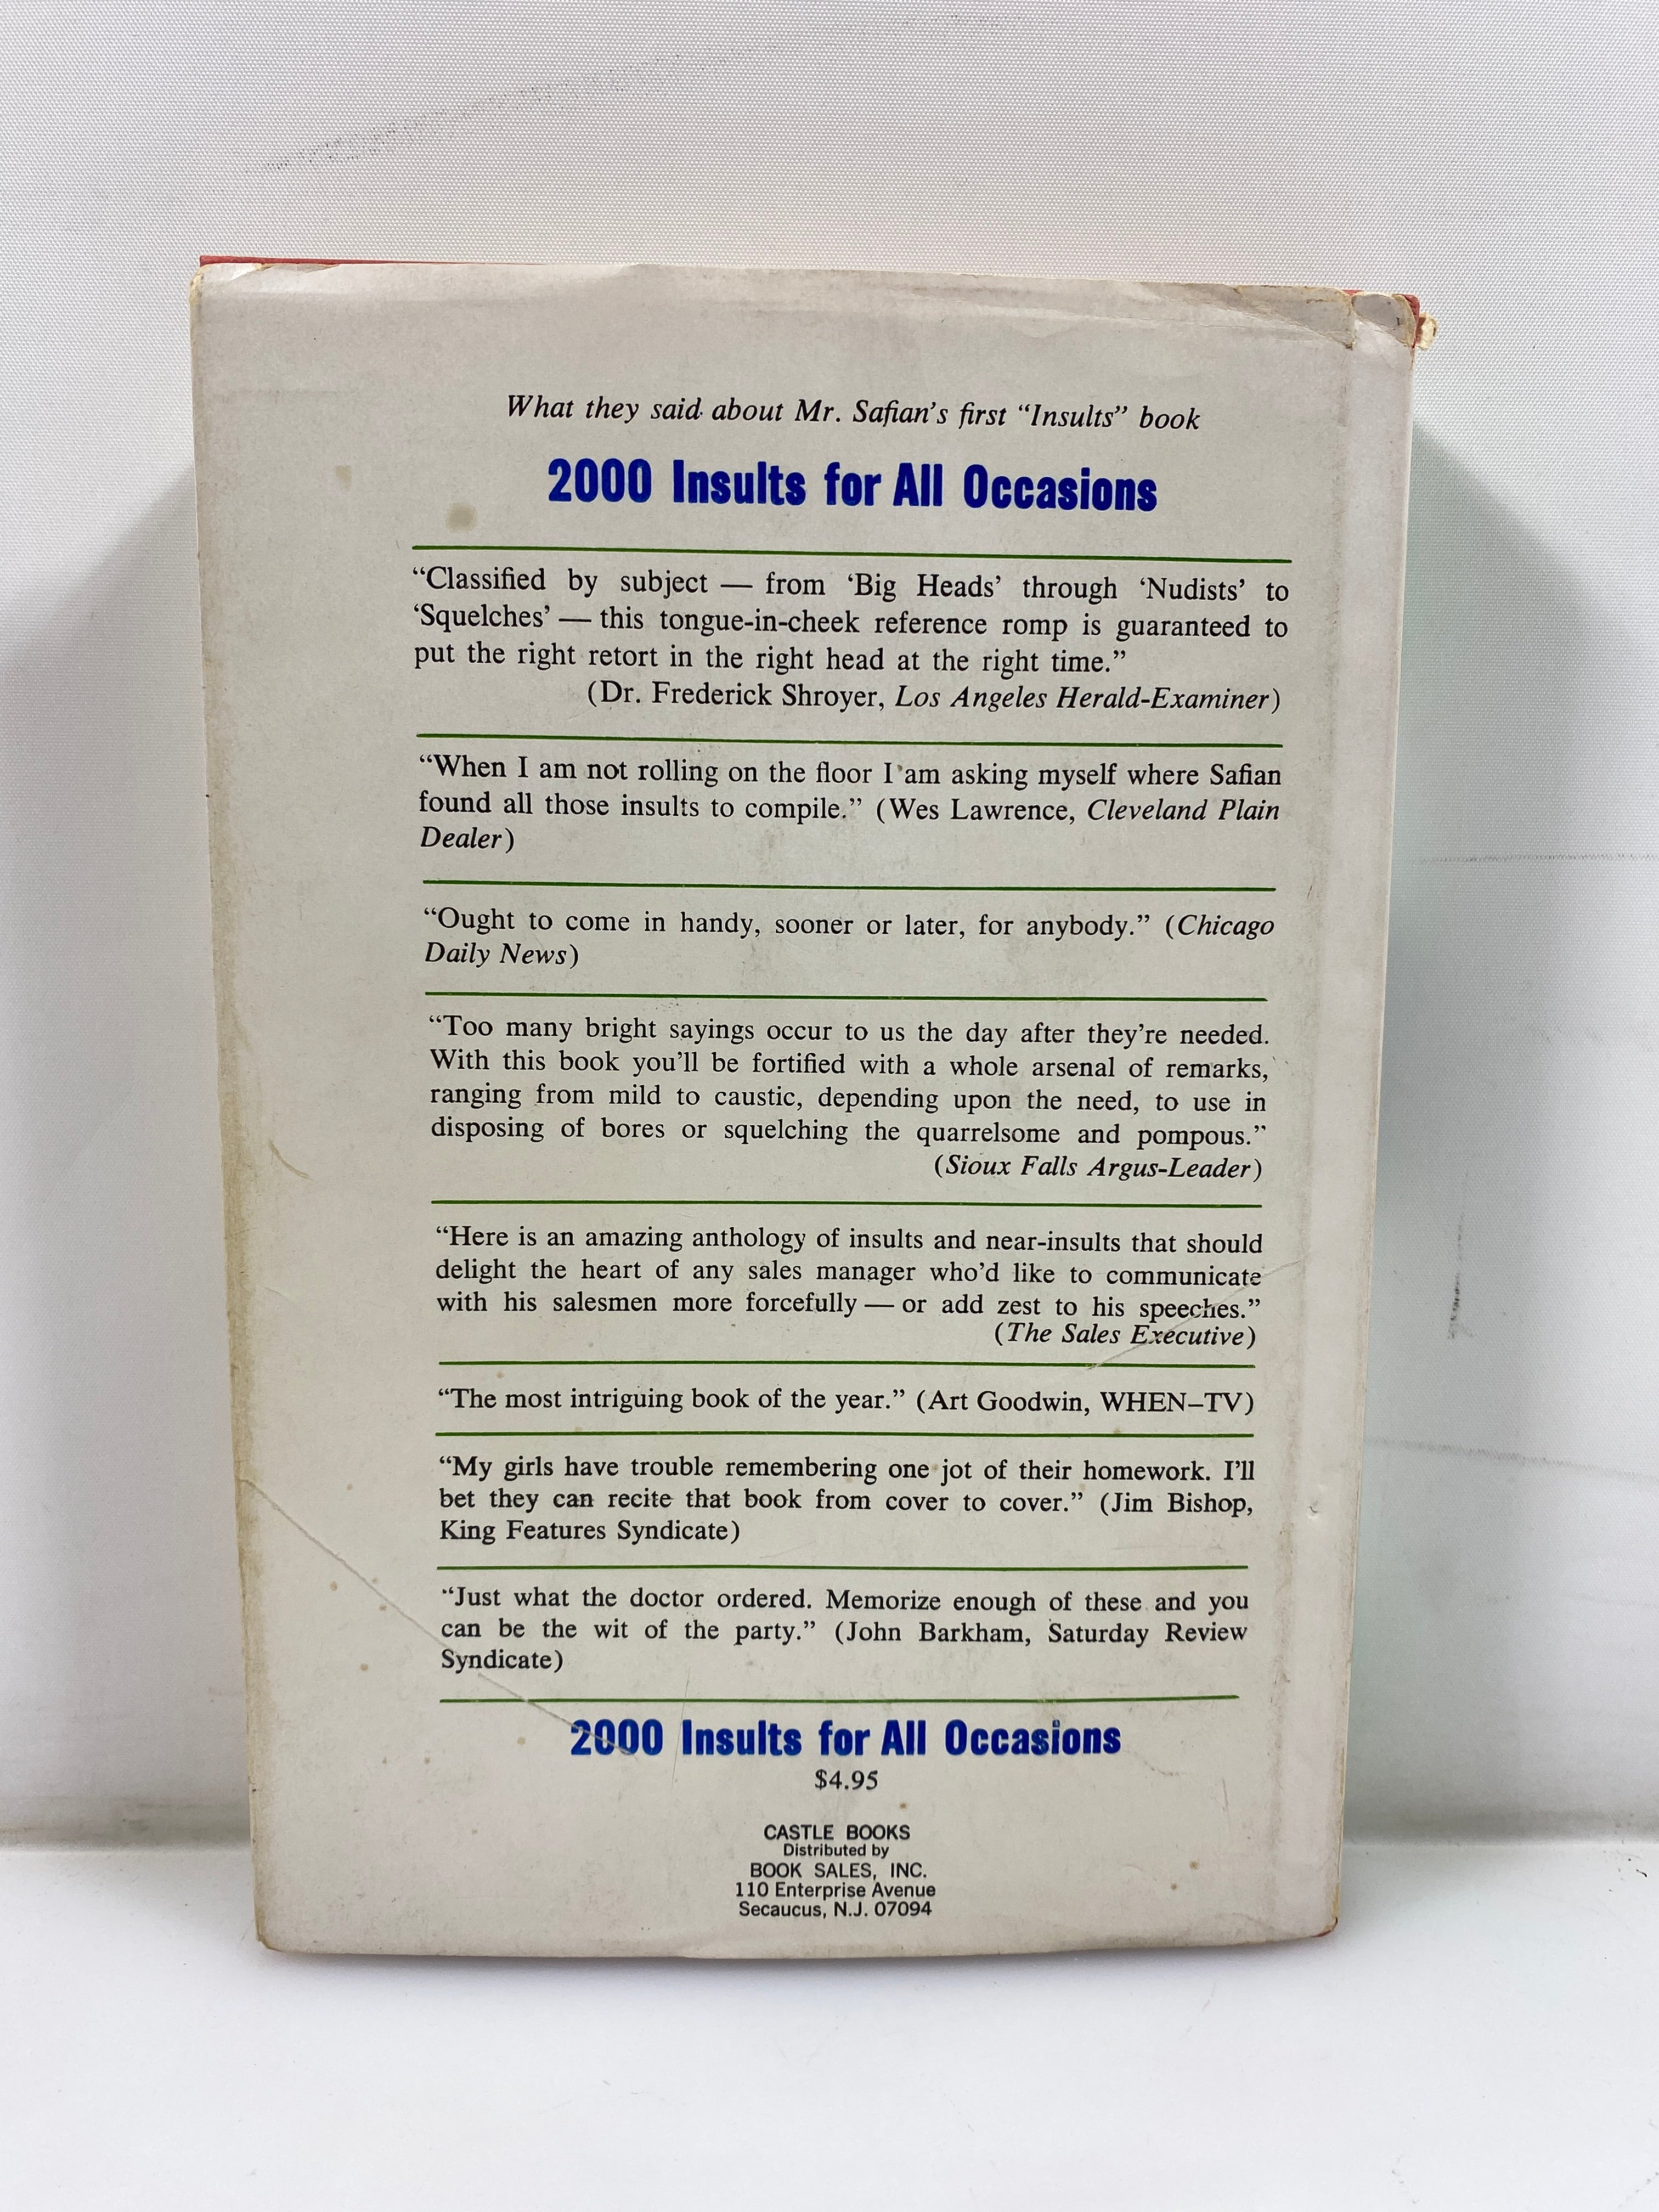 What they said about Mr. Safian’s first “Insults” book
2000 Insults for All Occasions
“Classified by subject — from ‘Big Heads’ through ‘Nudists’ to
‘Squelches’ — this tongue-in-cheek reference romp is guaranteed to
put the right retort in the right head at the right time.”
(Dr. Frederick Shroyer, Los Angeles Herald-Examiner)
“When I am not rolling on the floor I am asking myself where Safian
found all those insults to compile.” (Wes Lawrence, Cleveland Plain
Dealer)
“Ought to come in handy, sooner or later, for anybody.” (Chicago
Daily News)
“Too many bright sayings occur to us the day after they’re needed.
With this book you’ll be fortified with a whole arsenal of remarks,
ranging from mild to caustic, depending upon the need, to use in
disposing of bores or squelching the quarrelsome and pompous.”
(Sioux Falls Argus-Leader)
“Here is an amazing anthology of insults and near-insults that should
delight the heart of any sales manager who’d like to communicate
with his salesmen more forcefully — or add zest to his speeches.”
(The Sales Executive)
“The most intriguing book of the year.” (Art Goodwin, WHEN–TV)
“My girls have trouble remembering one jot of their homework. I’ll
bet they can recite that book from cover to cover.” (Jim Bishop,
King Features Syndicate)
“Just what the doctor ordered. Memorize enough of these and you
can be the wit of the party.” (John Barkham, Saturday Review
Syndicate)
2000 Insults for All Occasions
$4.95
CASTLE BOOKS
Distributed by
BOOK SALES, INC.
110 Enterprise Avenue
Secaucus, N.J. 07094